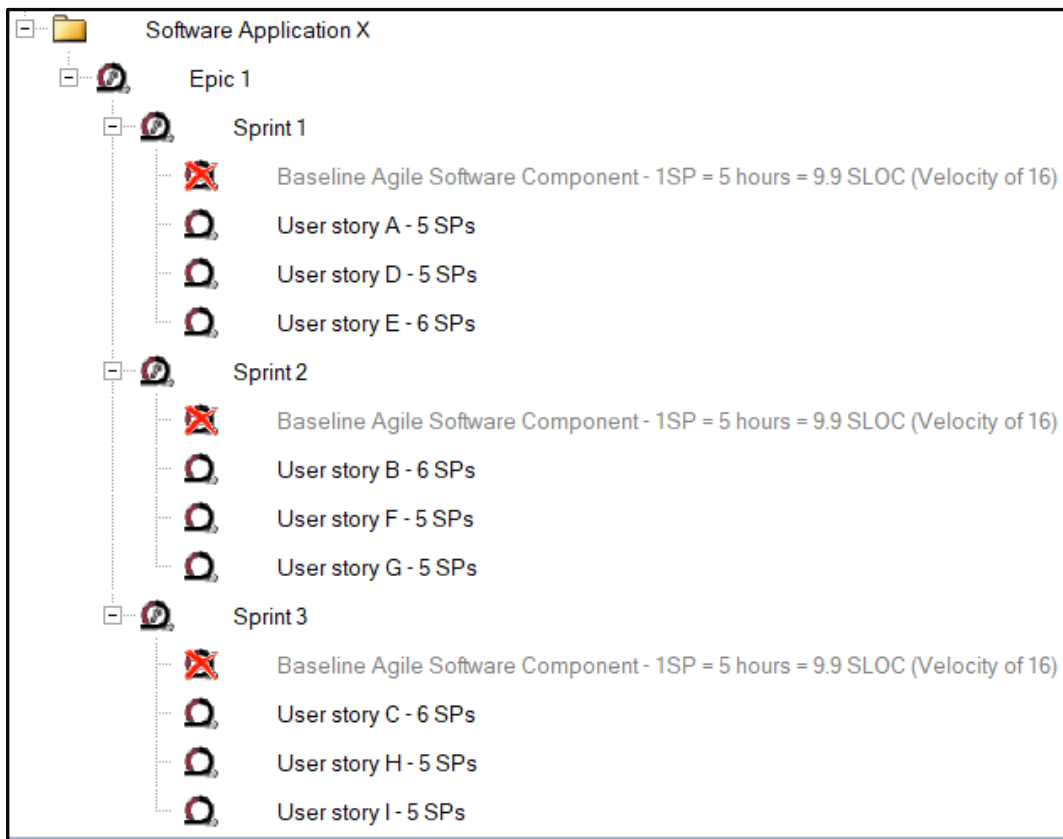 Software Application X
Epic 1
Sprint 1
Baseline Agile Software Component - 1SP = 5 hours = 9.9 SLOC (Velocity of 16)
User story A - 5 SPs
User story D - 5 SPs
User story E - 6 SPs
Sprint 2
Baseline Agile Software Component - 1SP = 5 hours = 9.9 SLOC (Velocity of 16)
User story B - 6 SPs
User story F - 5 SPs
User story G - 5 SPs
Sprint 3
Baseline Agile Software Component - 1SP = 5 hours = 9.9 SLOC (Velocity of 16)
User story C - 6 SPs
User story H - 5 SPs
User story I - 5 SPs